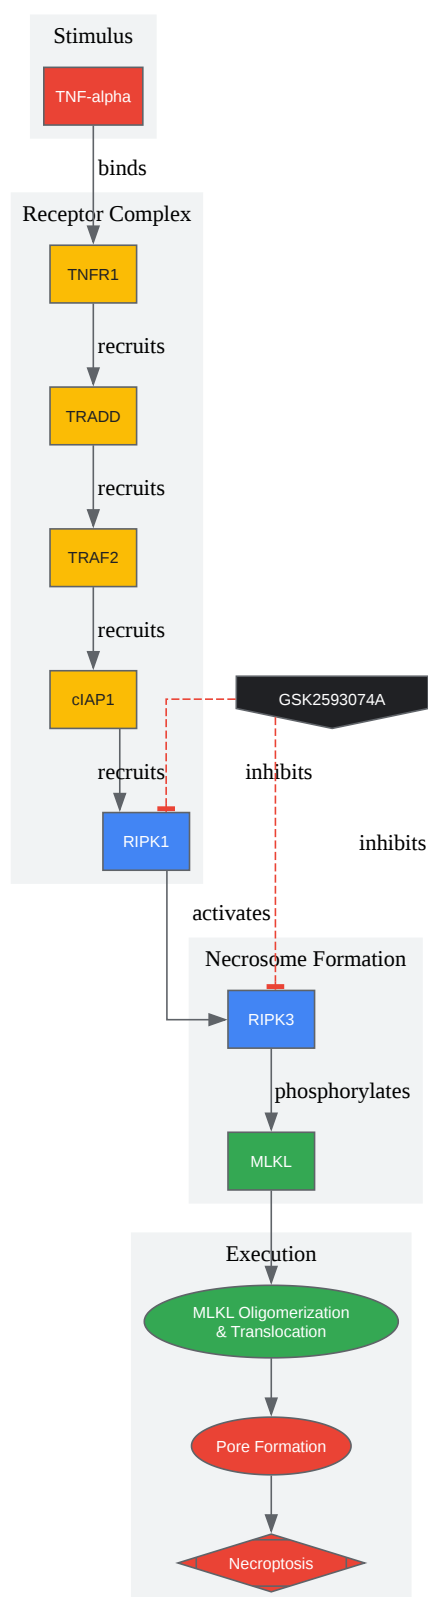 Stimulus
TNF-alpha
binds
Receptor Complex
TNFR1
recruits
TRADD
recruits
TRAF2
recruits
cIAP1
GSK2593074A
recruits
inhibits
RIPK1
inhibits
activates
Necrosome Formation
RIPK3
phosphorylates
MLKL
Execution
MLKL Oligomerization
& Translocation
Pore Formation
Necroptosis